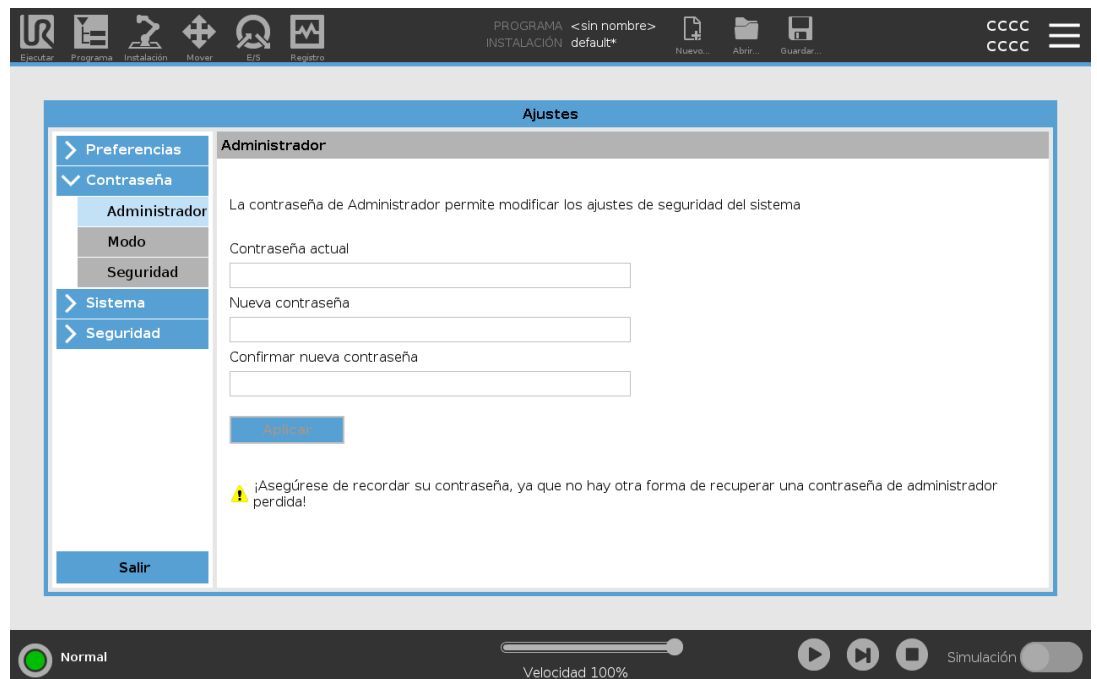 PROGRAMA <sin nombre>
INSTALACIÓN default*
UR
Ejecutar Programa Instalación Mover E/S Registro
Nuevo... Abrir... Guardar...
CCCC
CCCC
Ajustes
Preferencias
Contraseña
Administrador
Modo
Seguridad
Sistema
Seguridad
Salir
Administrador
La contraseña de Administrador permite modificar los ajustes de seguridad del sistema
Contraseña actual
Nueva contraseña
Confirmar nueva contraseña
Aplicar
¡Asegúrese de recordar su contraseña, ya que no hay otra forma de recuperar una contraseña de administrador
perdida!
Normal
Velocidad 100%
Simulación